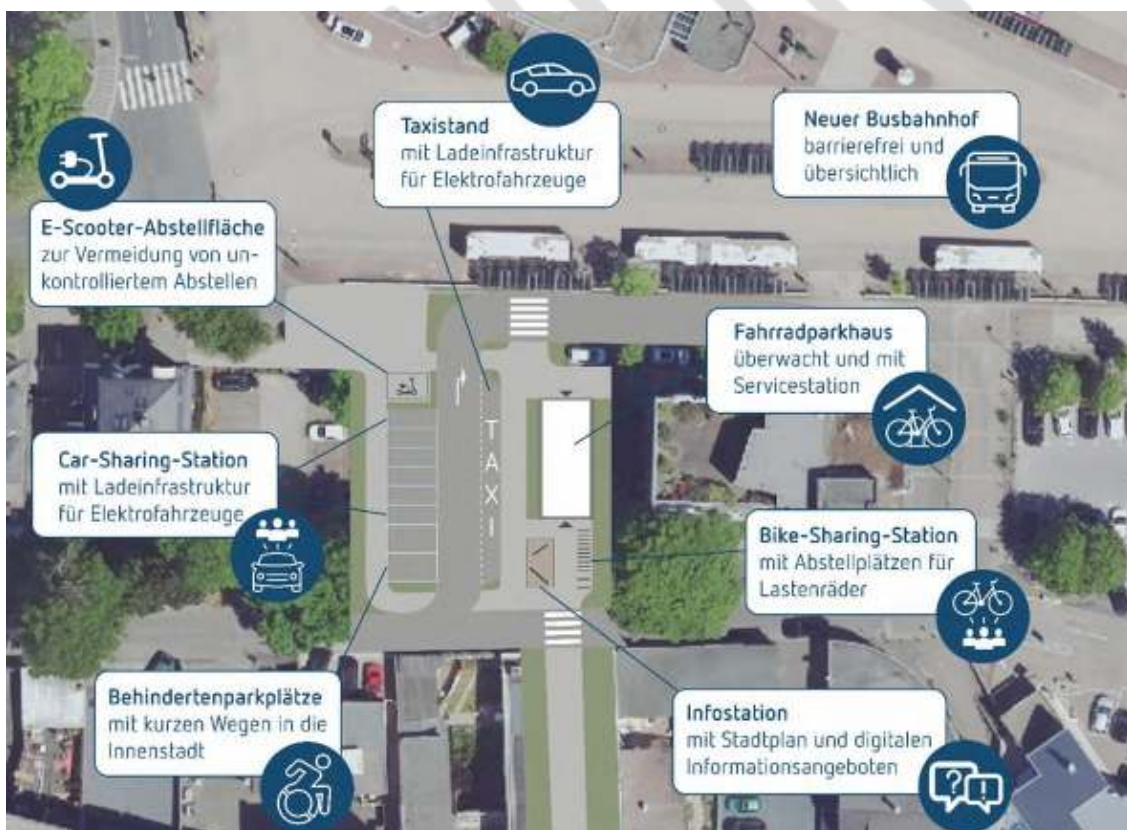 Taxistand
mit Ladeinfrastruktur
für Elektrofahrzeuge
Neuer Busbahnhof
barrierefrei und
übersichtlich
E-Scooter-Abstellfläche
zur Vermeidung von un-
kontrolliertem Abstellen
Fahrradparkhaus
überwacht und mit
Servicestation
TAXI
Car-Sharing-Station
mit Ladeinfrastruktur
für Elektrofahrzeuge
Bike-Sharing-Station
mit Abstellplätzen für
Lastenräder
Behindertenparkplätze
mit kurzen Wegen in die
Innenstadt
Infostation
mit Stadtplan und digitalen
Informationsangeboten
?
!